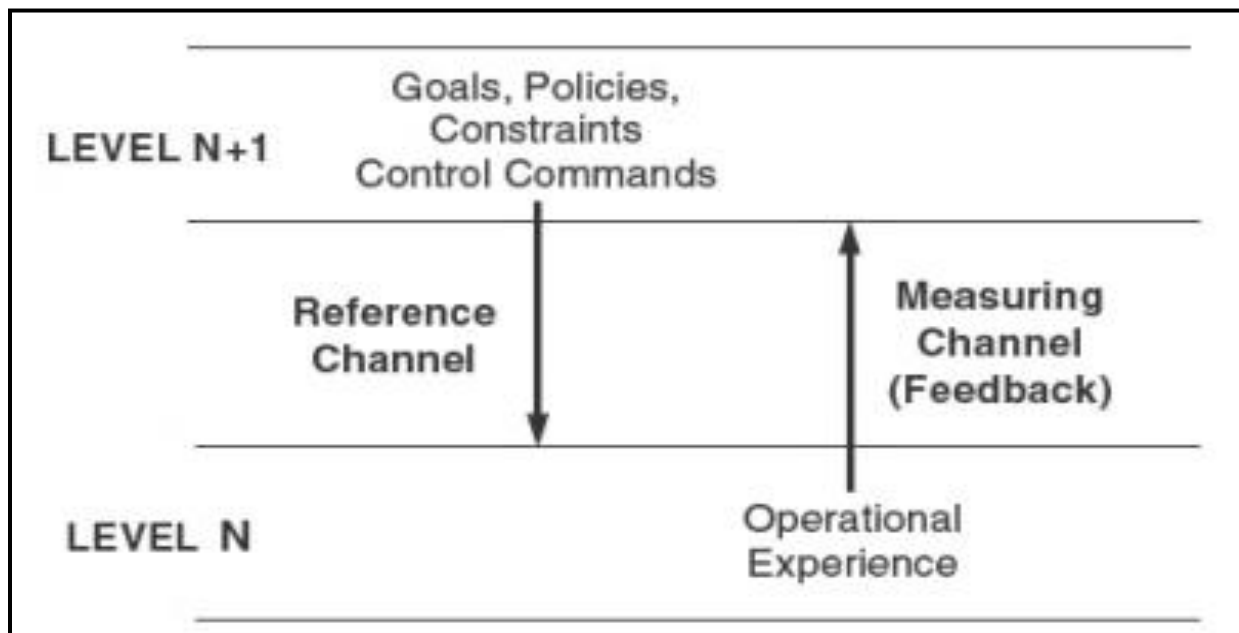 Goals, Policies,
Constraints
Control Commands
LEVEL N+1
Reference
Channel
Measuring
Channel
(Feedback)
LEVEL N
Operational
Experience